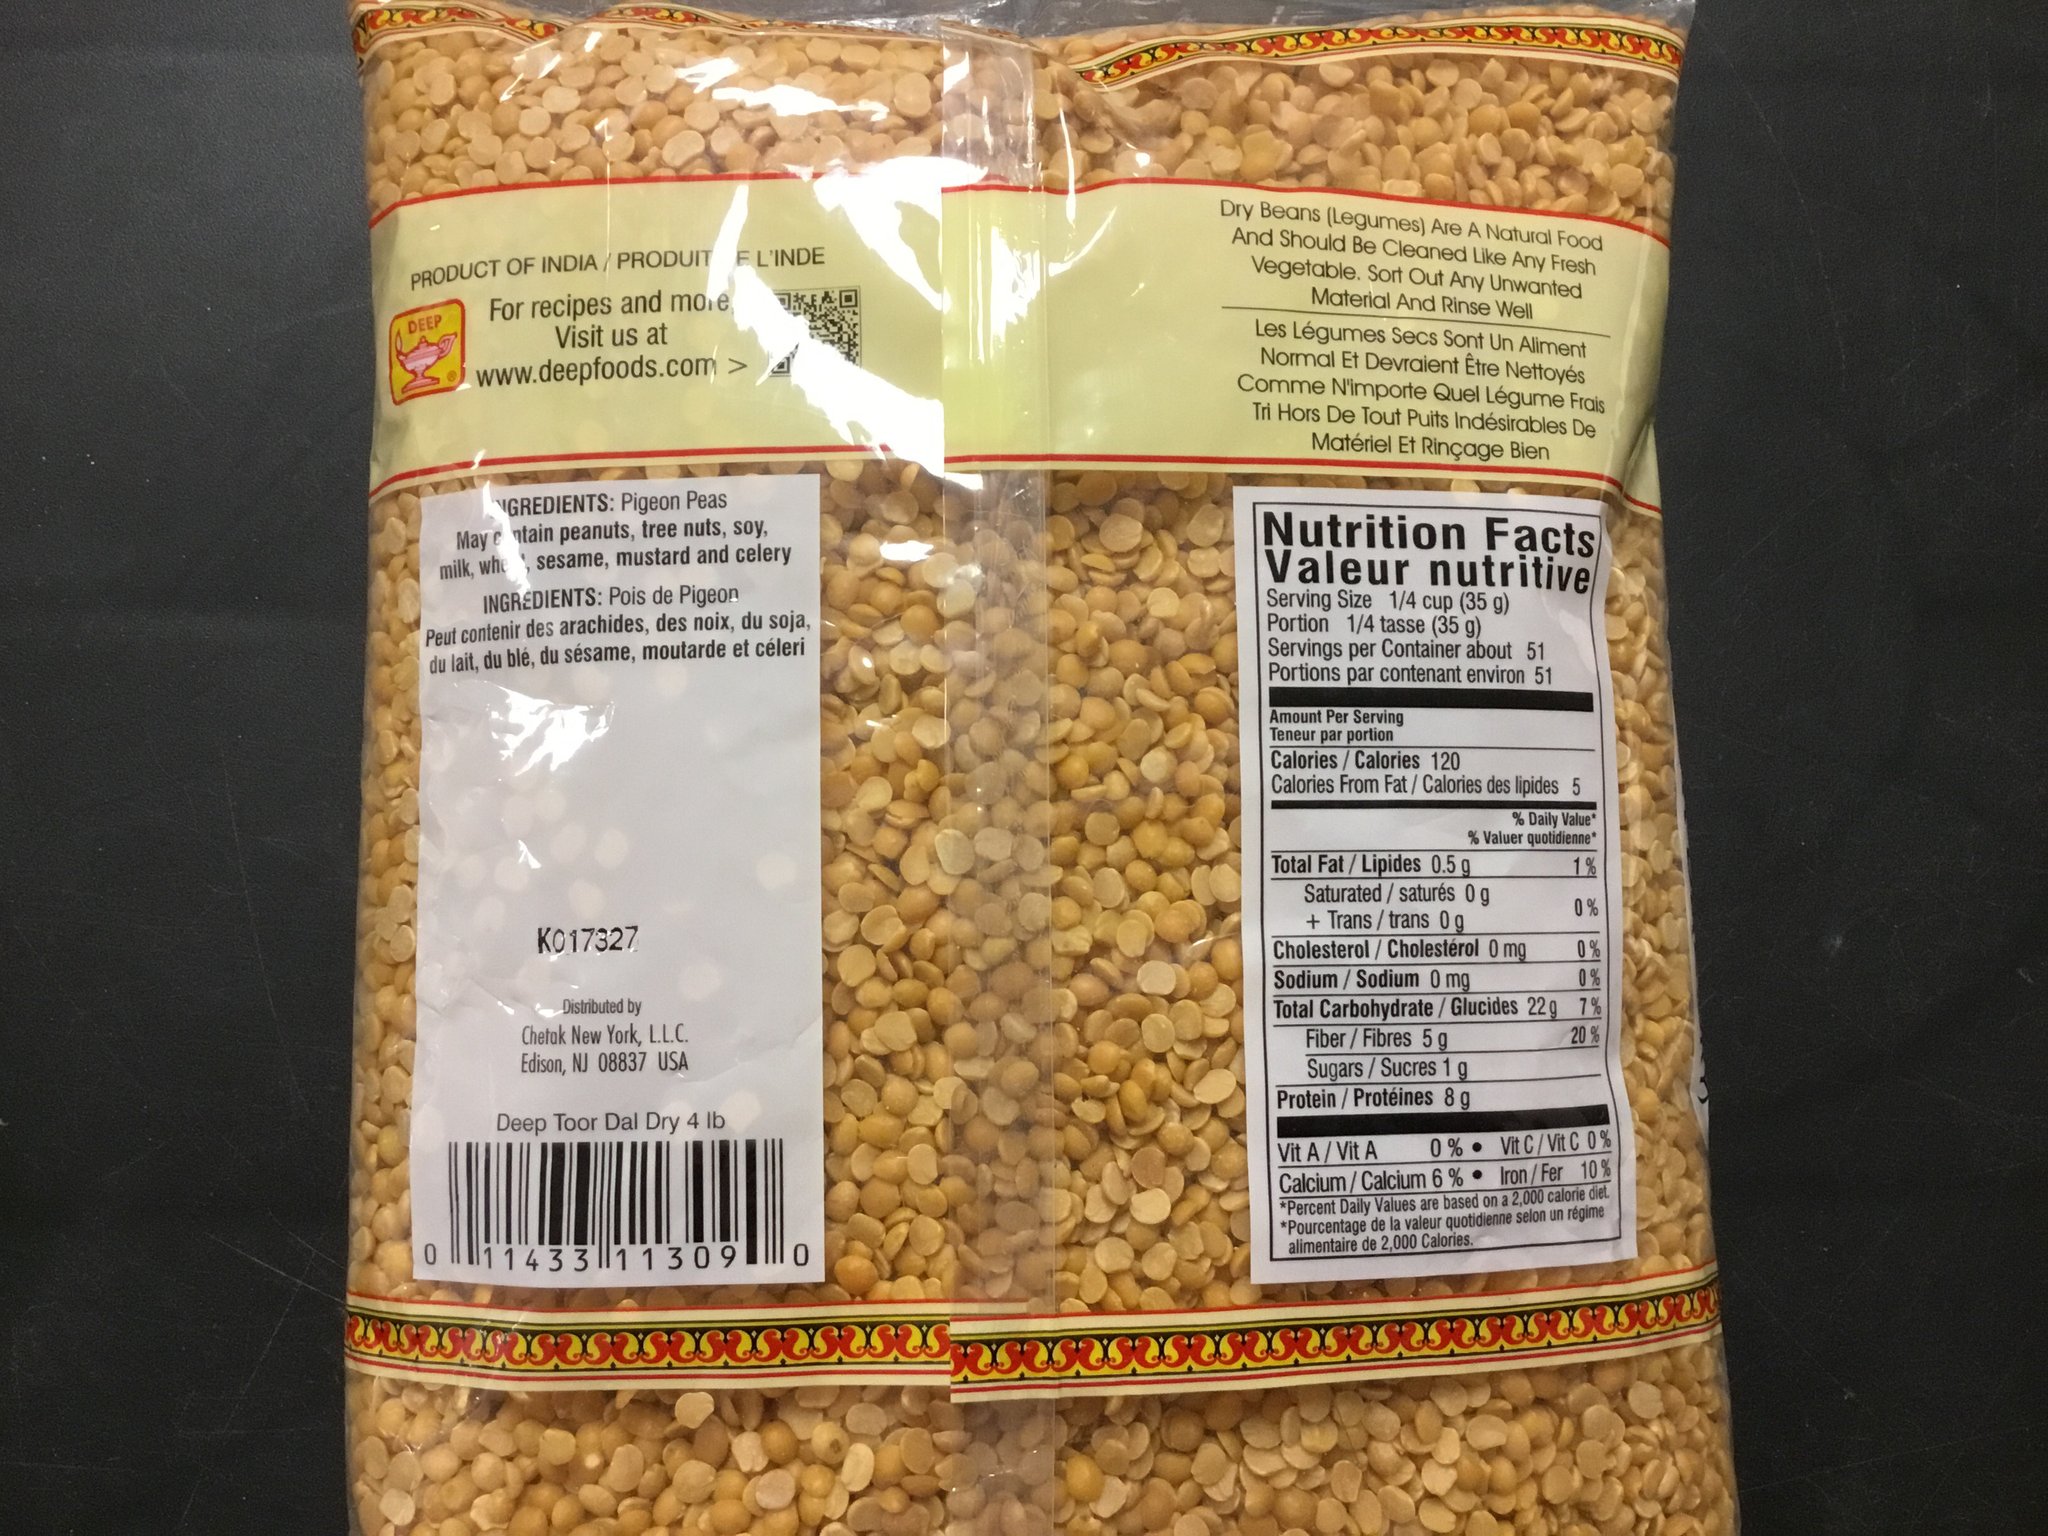 PRODUCT OF INDIA / PRODUIT E L'INDE
DEEP
®
For recipes and more,
Visit us at
www.deepfoods.com >
Dry Beans (Legumes) Are A Natural Food
And Should Be Cleaned Like Any Fresh
Vegetable. Sort Out Any Unwanted
Material And Rinse Well
Les Légumes Secs Sont Un Aliment
Normal Et Devraient Être Nettoyés
Comme N'importe Quel Légume Frais
Tri Hors De Tout Puits Indésirables De
Matériel Et Rinçage Bien
INGREDIENTS: Pigeon Peas
May contain peanuts, tree nuts, soy,
milk, wheat, sesame, mustard and celery
INGRÉDIENTS: Pois de Pigeon
Peut contenir des arachides, des noix, du soja,
du lait, du blé, du sésame, moutarde et céleri
K017327
Distributed by
Chetak New York, L.L.C.
Edison, NJ 08837 USA
Deep Toor Dal Dry 4 lb
0 11433 11309 0
Nutrition Facts
Valeur nutritive
Serving Size 1/4 cup (35 g)
Portion 1/4 tasse (35 g)
Servings per Container about 51
Portions par contenant environ 51
Amount Per Serving
Teneur par portion
Calories / Calories 120
Calories From Fat / Calories des lipides 5
% Daily Value*
% Valuer quotidienne*
Total Fat / Lipides 0.5 g 1 %
Saturated / saturés 0 g
+ Trans / trans 0 g 0 %
Cholesterol / Cholestérol 0 mg 0 %
Sodium / Sodium 0 mg 0 %
Total Carbohydrate / Glucides 22 g 7 %
Fiber / Fibres 5 g 20 %
Sugars / Sucres 1 g
Protein / Protéines 8 g
Vit A / Vit A 0 % • Vit C / Vit C 0 %
Calcium / Calcium 6 % • Iron / Fer 10 %
*Percent Daily Values are based on a 2,000 calorie diet.
*Pourcentage de la valeur quotidienne selon un régime
alimentaire de 2,000 Calories.